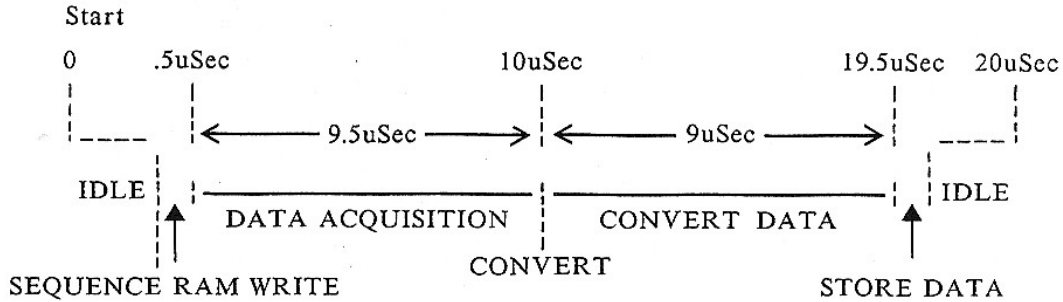 Start
0 .5uSec 10uSec 19.5uSec 20uSec
9.5uSec 9uSec
IDLE IDLE
DATA ACQUISITION CONVERT DATA
SEQUENCE RAM WRITE CONVERT STORE DATA